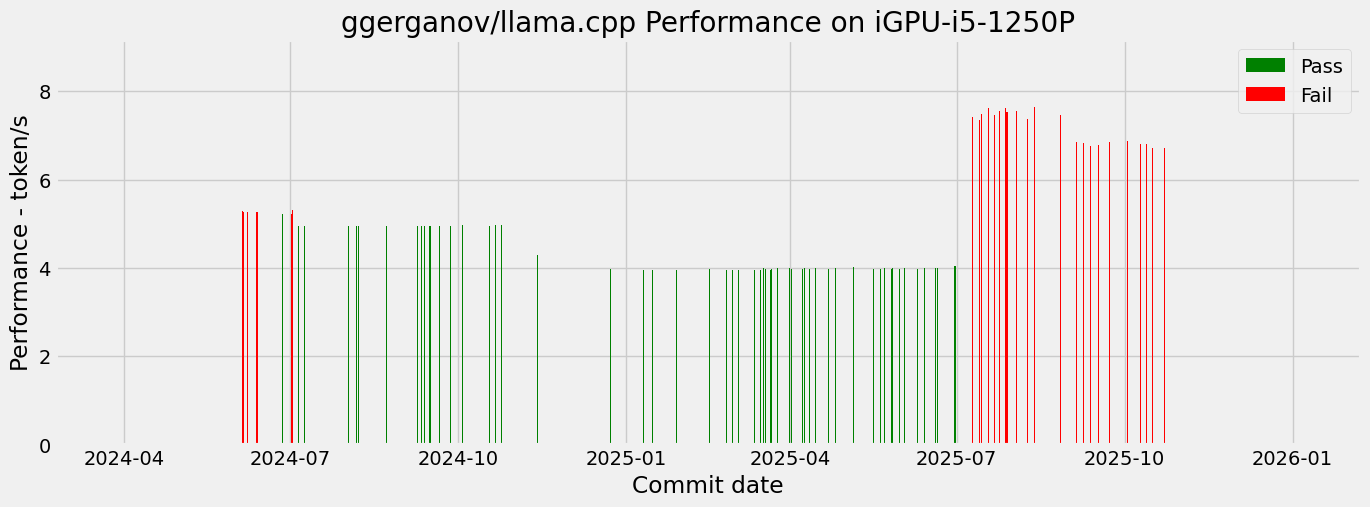 ggerganov/llama.cpp Performance on iGPU-i5-1250P
Pass
Fail
Performance - token/s
8
6
4
2
0
2024-04 2024-07 2024-10 2025-01 2025-04 2025-07 2025-10 2026-01
Commit date